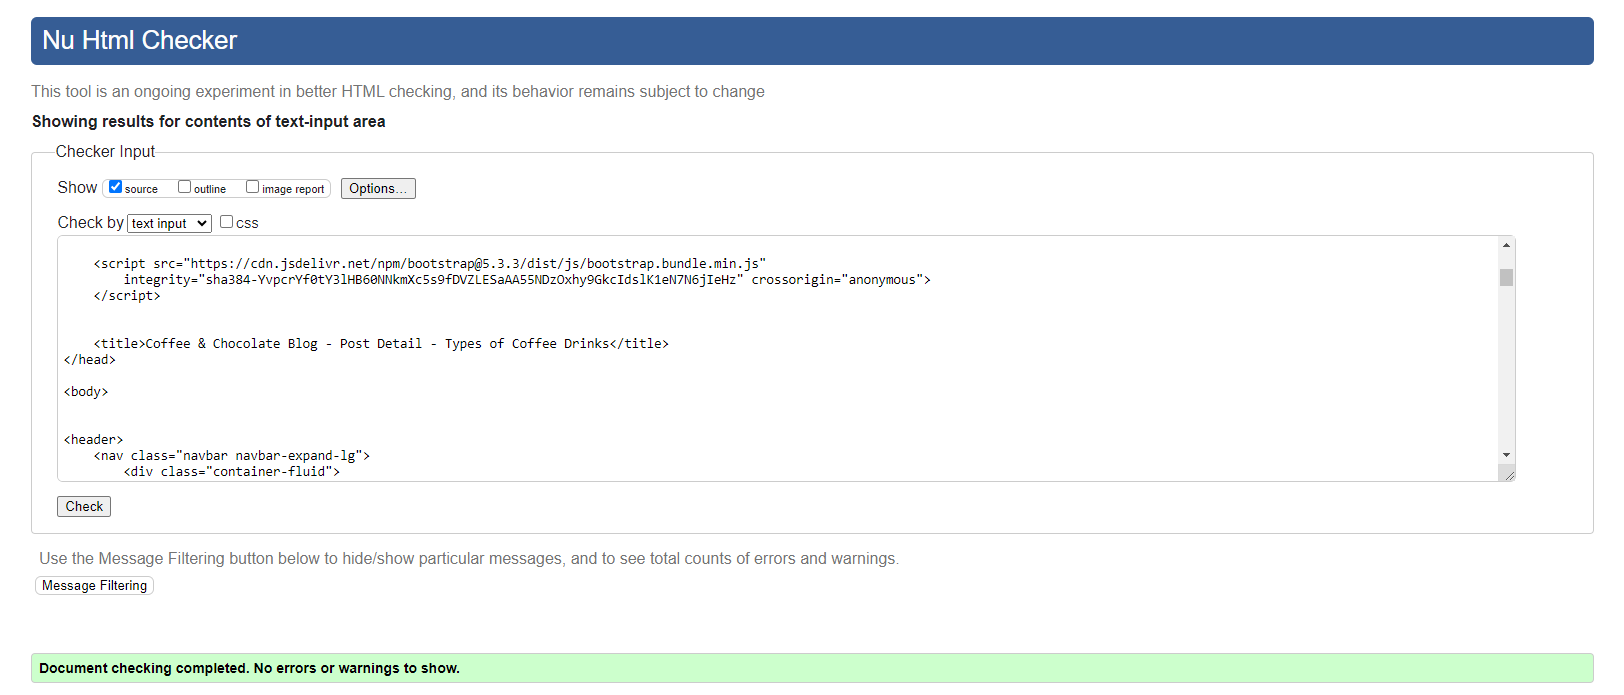 Nu Html Checker
This tool is an ongoing experiment in better HTML checking, and its behavior remains subject to change
Showing results for contents of text-input area
Checker Input
Show source outline image report Options...
Check by text input css
<script src="https://cdn.jsdelivr.net/npm/bootstrap@5.3.3/dist/js/bootstrap.bundle.min.js"
integrity="sha384-YvpcrYf0tY3lHB60NNkmXc5s9fDVZLESaAA55NDzOxhy9GkcIdslK1eN7N6jIeHz" crossorigin="anonymous">
</script>
<title>Coffee & Chocolate Blog - Post Detail - Types of Coffee Drinks</title>
</head>
<body>
<header>
<nav class="navbar navbar-expand-lg">
<div class="container-fluid">
Check
Use the Message Filtering button below to hide/show particular messages, and to see total counts of errors and warnings.
Message Filtering
Document checking completed. No errors or warnings to show.